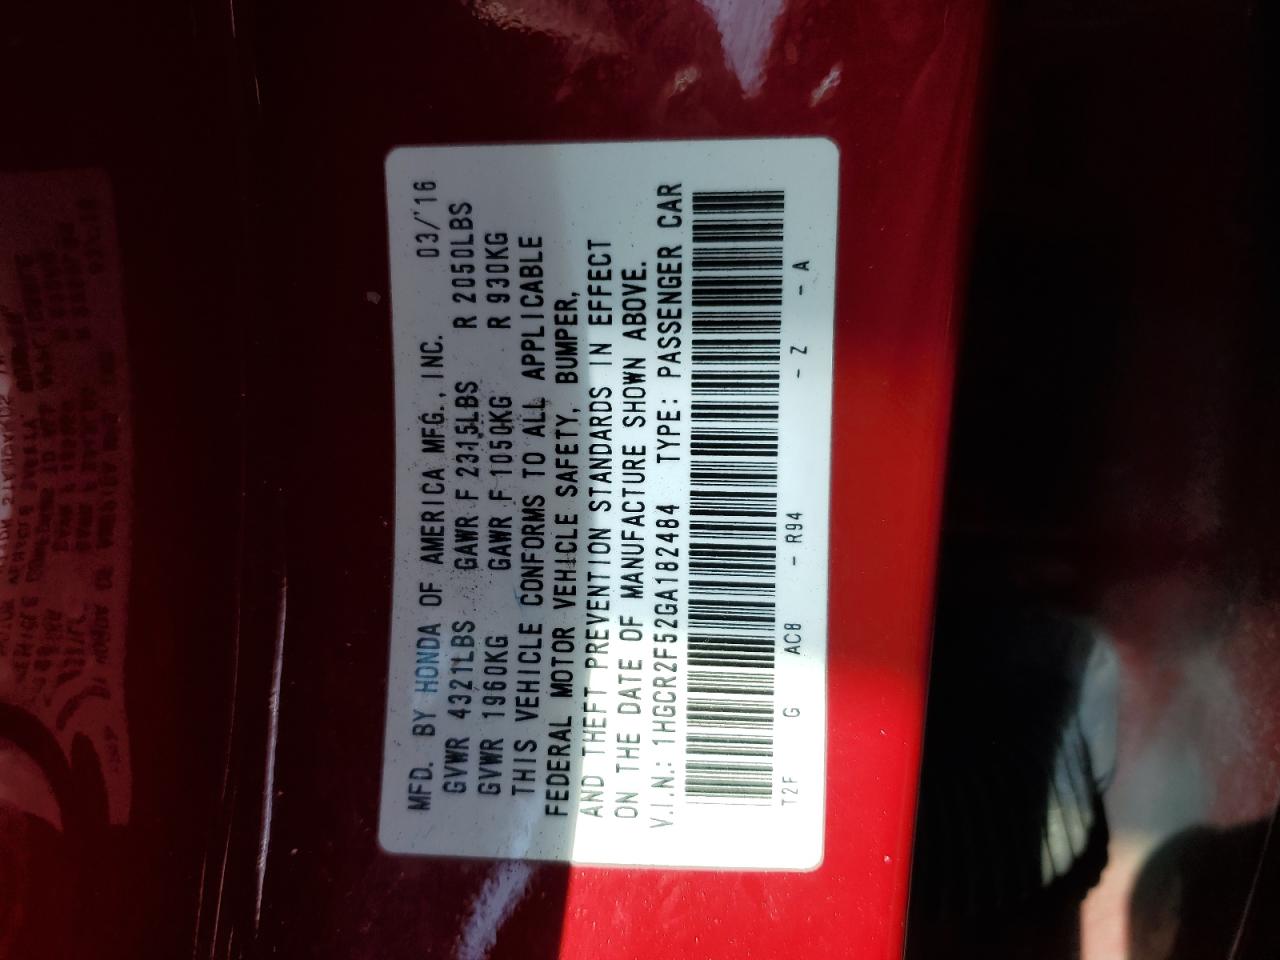 MFD. BY HONDA OF AMERICA MFG., INC. 03/'16
GVWR 4321LBS GAWR F 2315LBS R 2050LBS
GVWR 1960KG GAWR F 1050KG R 930KG
THIS VEHICLE CONFORMS TO ALL APPLICABLE
FEDERAL MOTOR VEHICLE SAFETY, BUMPER,
AND THEFT PREVENTION STANDARDS IN EFFECT
ON THE DATE OF MANUFACTURE SHOWN ABOVE.
V.I.N.: 1HGCR2F52GA182484 TYPE: PASSENGER CAR
T2F G AC8 - R94 - Z - A